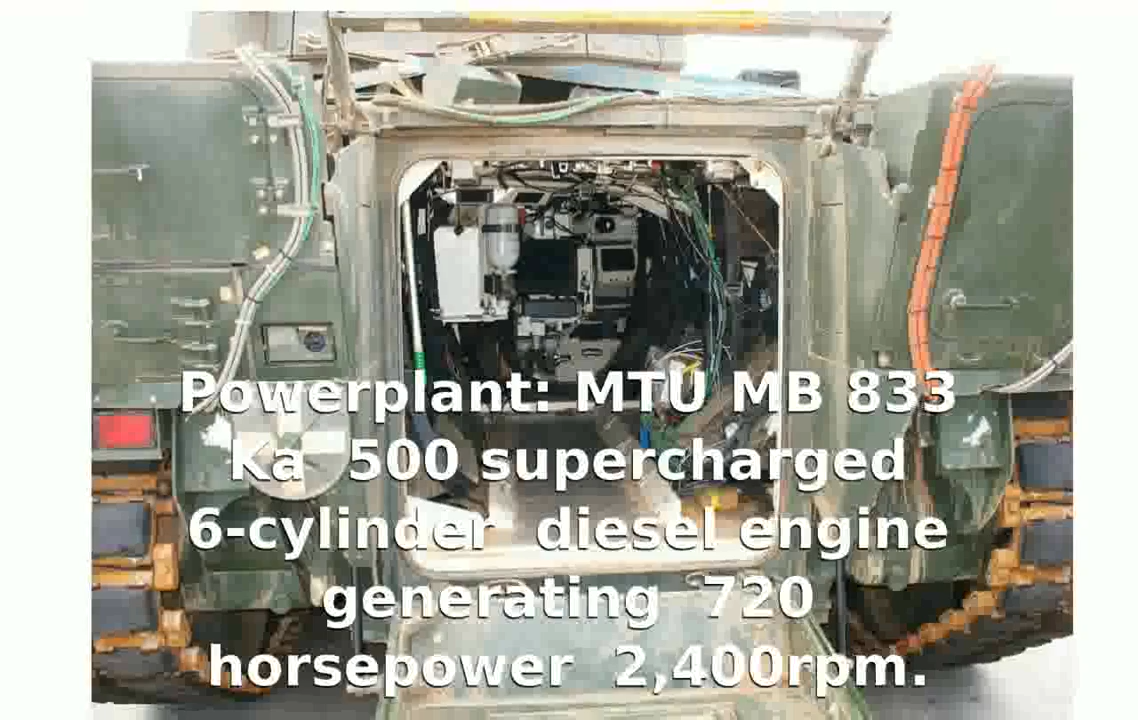 Powerplant: MTU MB 833
Ka 500 supercharged
6-cylinder diesel engine
generating 720
horsepower 2,400rpm.